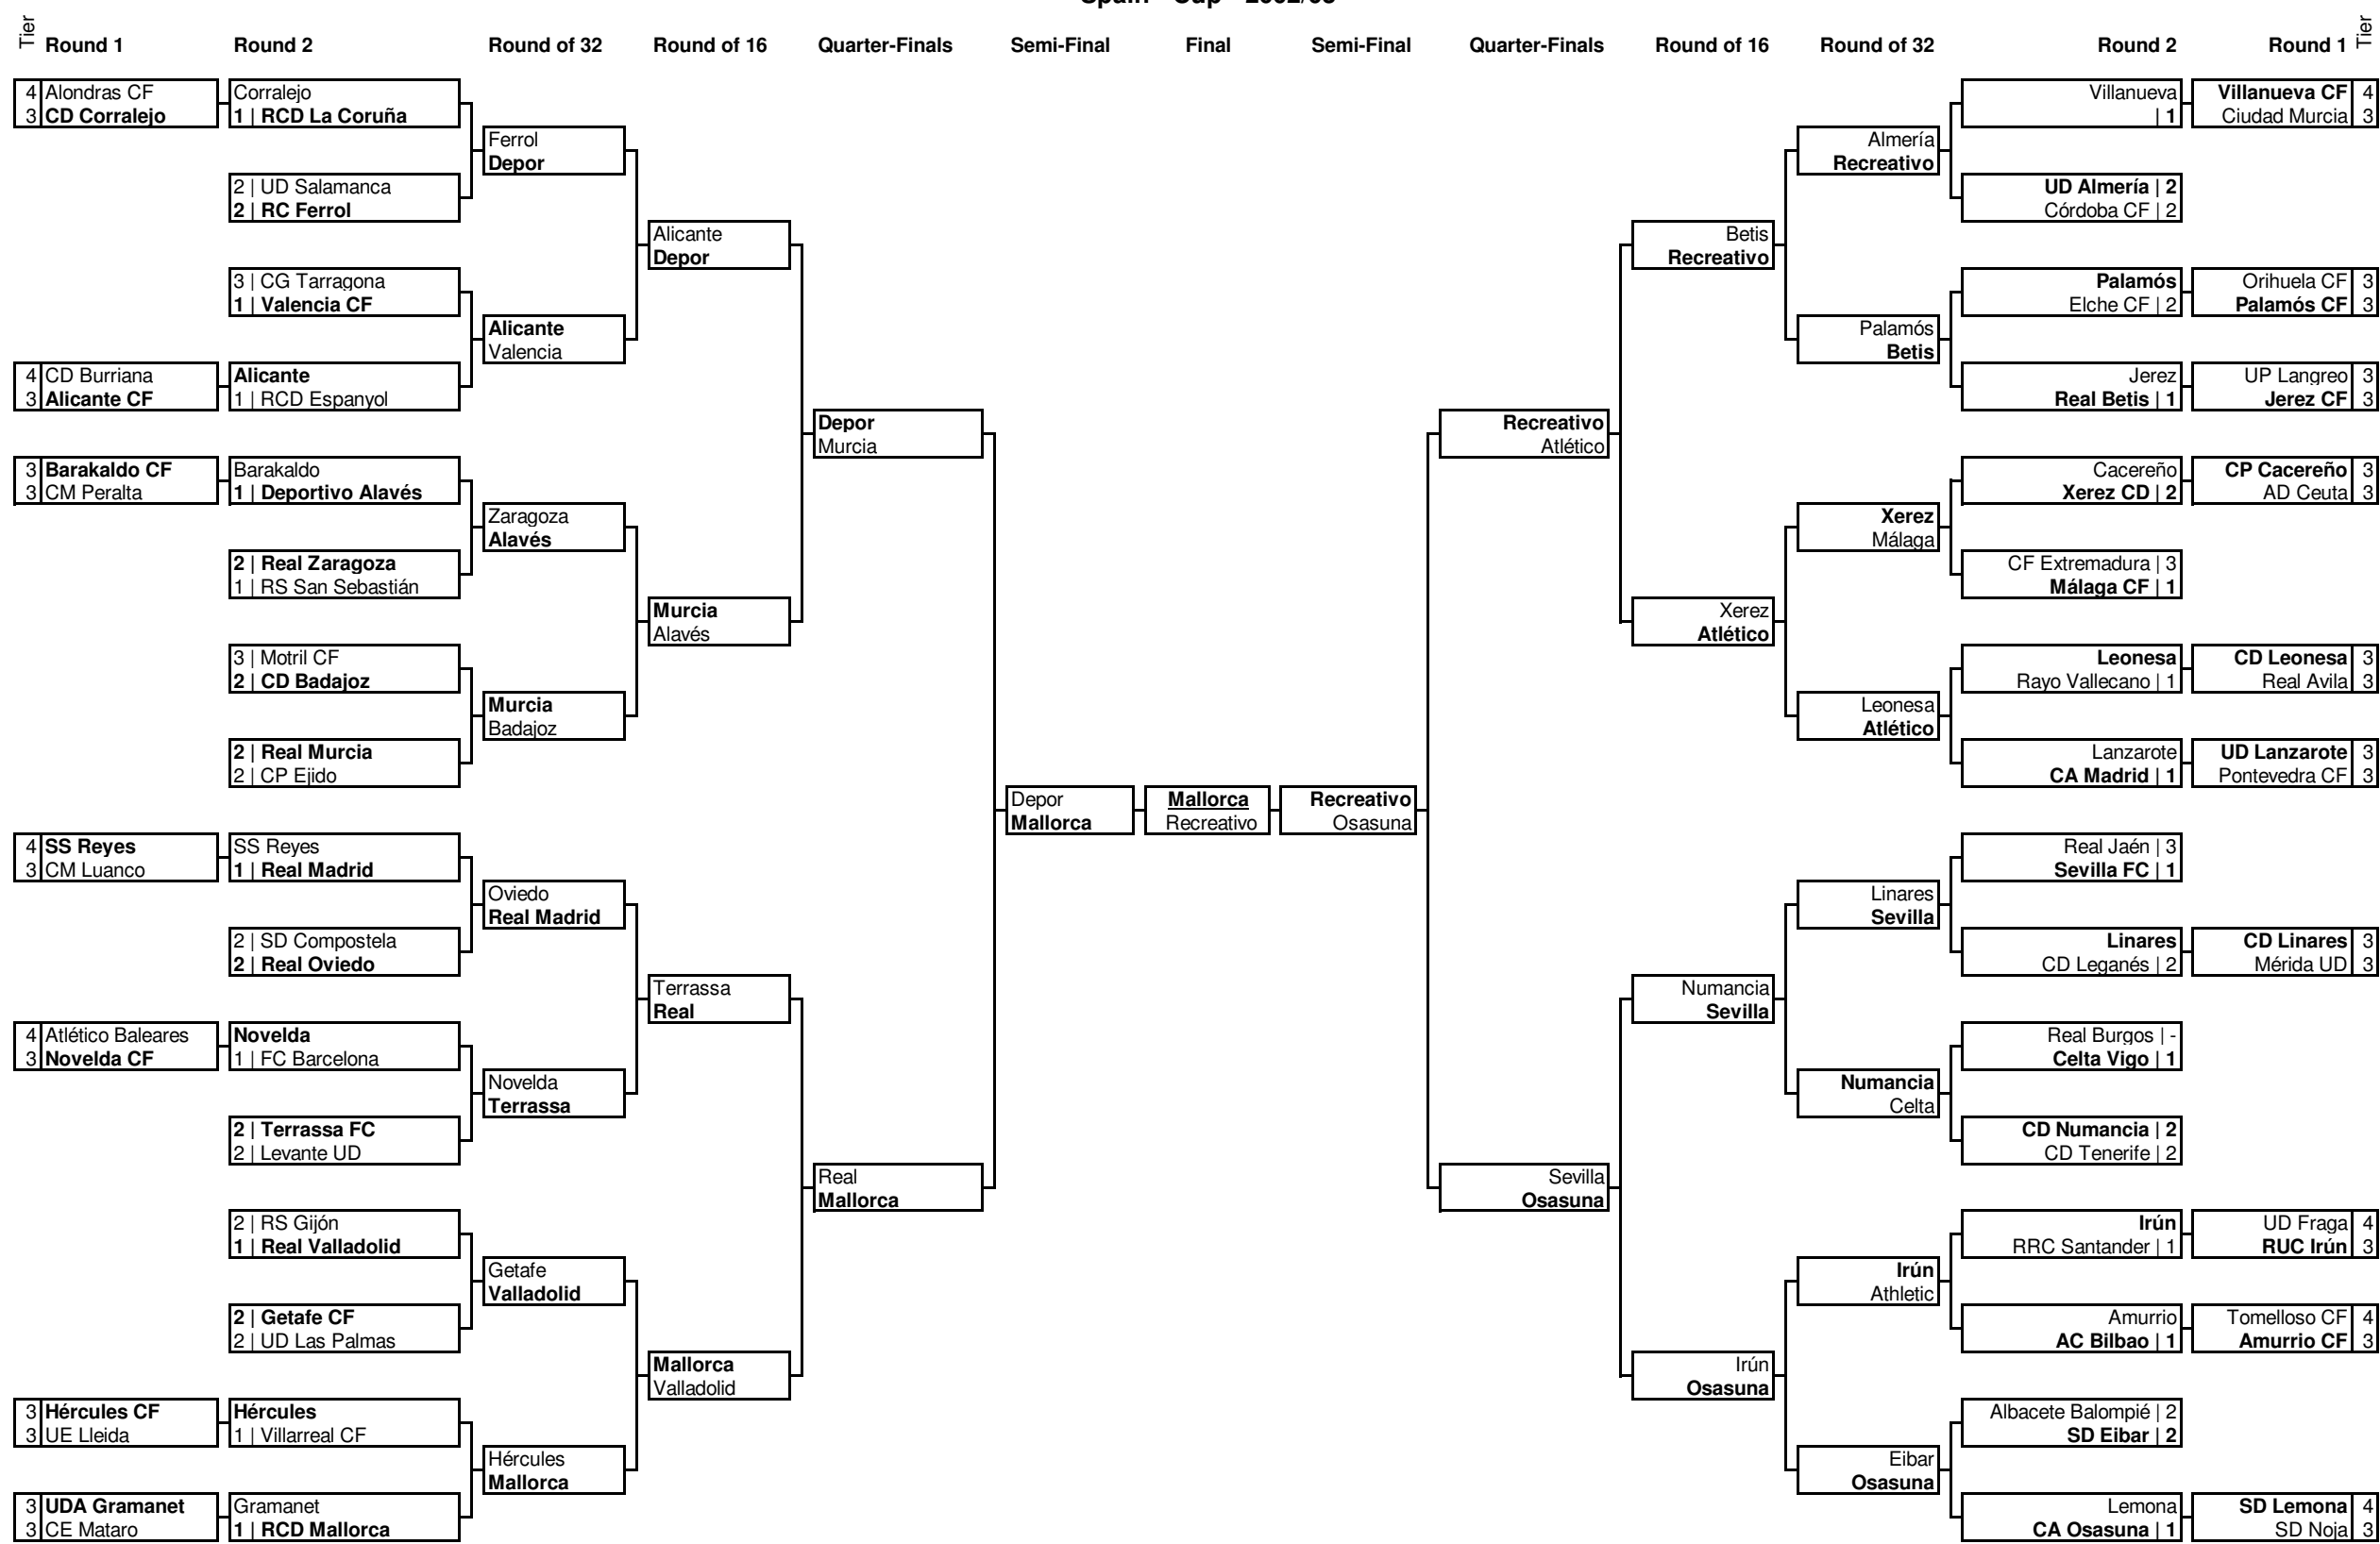 Spain - Cup - 2002/03
Tier
Round 1
Round 2
Round of 32
Round of 16
Quarter-Finals
Semi-Final
Final
Semi-Final
Quarter-Finals
Round of 16
Round of 32
Round 2
Round 1
Tier
4 Alondras CF
3 CD Corralejo
4 CD Burriana
3 Alicante CF
3 Barakaldo CF
3 CM Peralta
4 SS Reyes
3 CM Luanco
4 Atlético Baleares
3 Novelda CF
3 Hércules CF
3 UE Lleida
3 UDA Gramanet
3 CE Mataro
Corralejo
1 | RCD La Coruña
2 | UD Salamanca
2 | RC Ferrol
3 | CG Tarragona
1 | Valencia CF
Alicante
1 | RCD Espanyol
Barakaldo
1 | Deportivo Alavés
2 | Real Zaragoza
1 | RS San Sebastián
3 | Motril CF
2 | CD Badajoz
2 | Real Murcia
2 | CP Ejido
SS Reyes
1 | Real Madrid
2 | SD Compostela
2 | Real Oviedo
Novelda
1 | FC Barcelona
2 | Terrassa FC
2 | Levante UD
2 | RS Gijón
1 | Real Valladolid
2 | Getafe CF
2 | UD Las Palmas
Hércules
1 | Villarreal CF
Gramanet
1 | RCD Mallorca
Ferrol
Depor
Alicante
Valencia
Zaragoza
Alavés
Murcia
Badajoz
Oviedo
Real Madrid
Novelda
Terrassa
Getafe
Valladolid
Hércules
Mallorca
Alicante
Depor
Murcia
Alavés
Terrassa
Real
Mallorca
Valladolid
Depor
Murcia
Real
Mallorca
Depor
Mallorca
Mallorca
Recreativo
Recreativo
Osasuna
Recreativo
Atlético
Sevilla
Osasuna
Betis
Recreativo
Xerez
Atlético
Numancia
Sevilla
Irún
Osasuna
Almería
Recreativo
Palamós
Betis
Xerez
Málaga
Leonesa
Atlético
Linares
Sevilla
Numancia
Celta
Irún
Athletic
Eibar
Osasuna
Villanueva
| 1
UD Almería | 2
Córdoba CF | 2
Palamós
Elche CF | 2
Jerez
Real Betis | 1
Cacereño
Xerez CD | 2
CF Extremadura | 3
Málaga CF | 1
Leonesa
Rayo Vallecano | 1
Lanzarote
CA Madrid | 1
Real Jaén | 3
Sevilla FC | 1
Linares
CD Leganés | 2
Real Burgos | -
Celta Vigo | 1
CD Numancia | 2
CD Tenerife | 2
Irún
RRC Santander | 1
Amurrio
AC Bilbao | 1
Albacete Balompié | 2
SD Eibar | 2
Lemona
CA Osasuna | 1
Villanueva CF 4
Ciudad Murcia 3
Orihuela CF 3
Palamós CF 3
UP Langreo 3
Jerez CF 3
CP Cacereño 3
AD Ceuta 3
CD Leonesa 3
Real Avila 3
UD Lanzarote 3
Pontevedra CF 3
CD Linares 3
Mérida UD 3
UD Fraga 4
RUC Irún 3
Tomelloso CF 4
Amurrio CF 3
SD Lemona 4
SD Noja 3